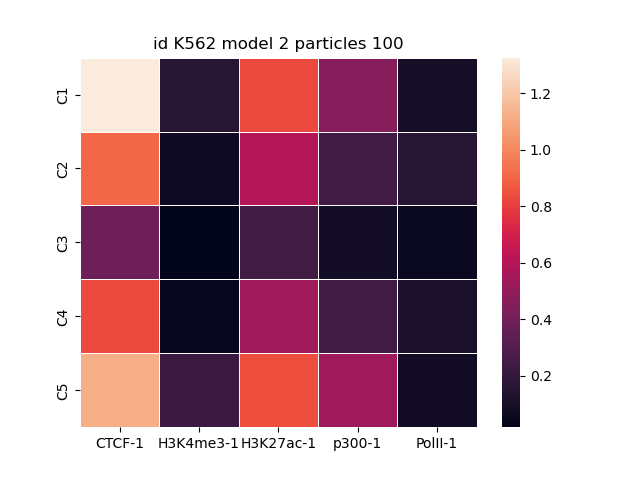 id K562 model 2 particles 100
C1
C2
C3
C4
C5
CTCF-1 H3K4me3-1 H3K27ac-1 p300-1 PolII-1
1.2
1.0
0.8
0.6
0.4
0.2